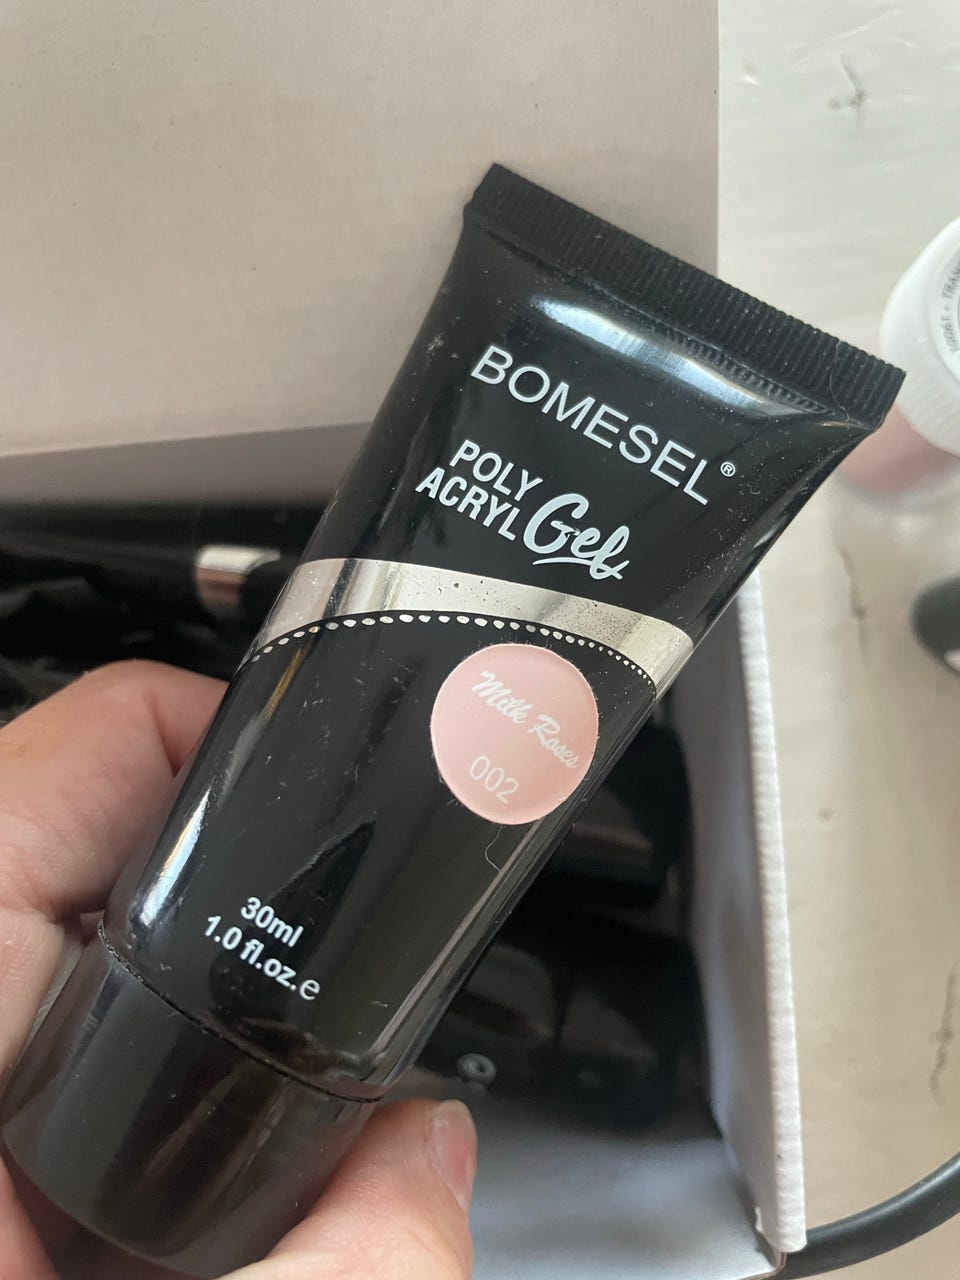 BOMESEL®
POLY
ACRYL Gel
Milk Roses
002
30ml
1.0 fl.oz.e